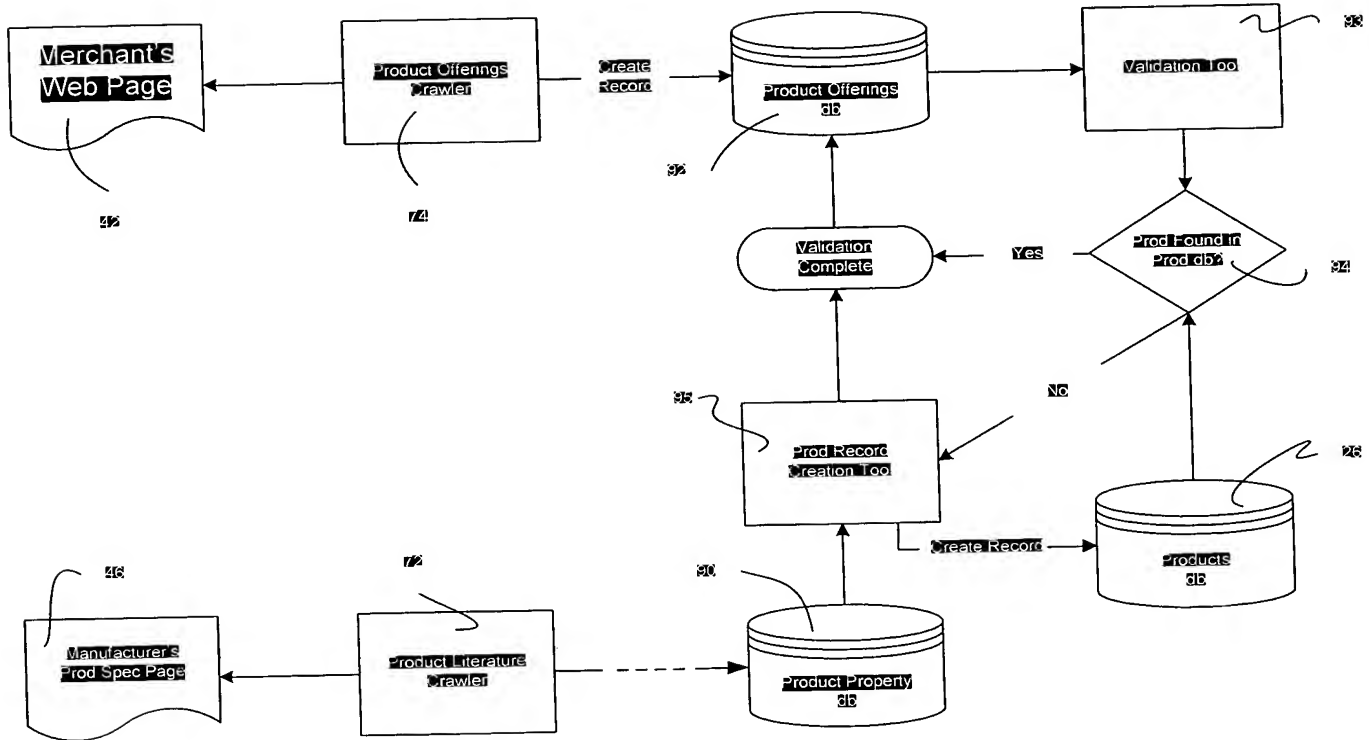 Merchant's
Web Page
Product Offerings
Crawler
Create
Record
Product Offerings
db
Validation Tool
93
42
74
92
Validation
Complete
Yes
Prod Found in
Prod db?
94
No
95
Prod Record
Creation Tool
26
Create Record
Products
db
46
72
90
Manufacturer's
Prod Spec Page
Product Literature
Crawler
Product Property
db